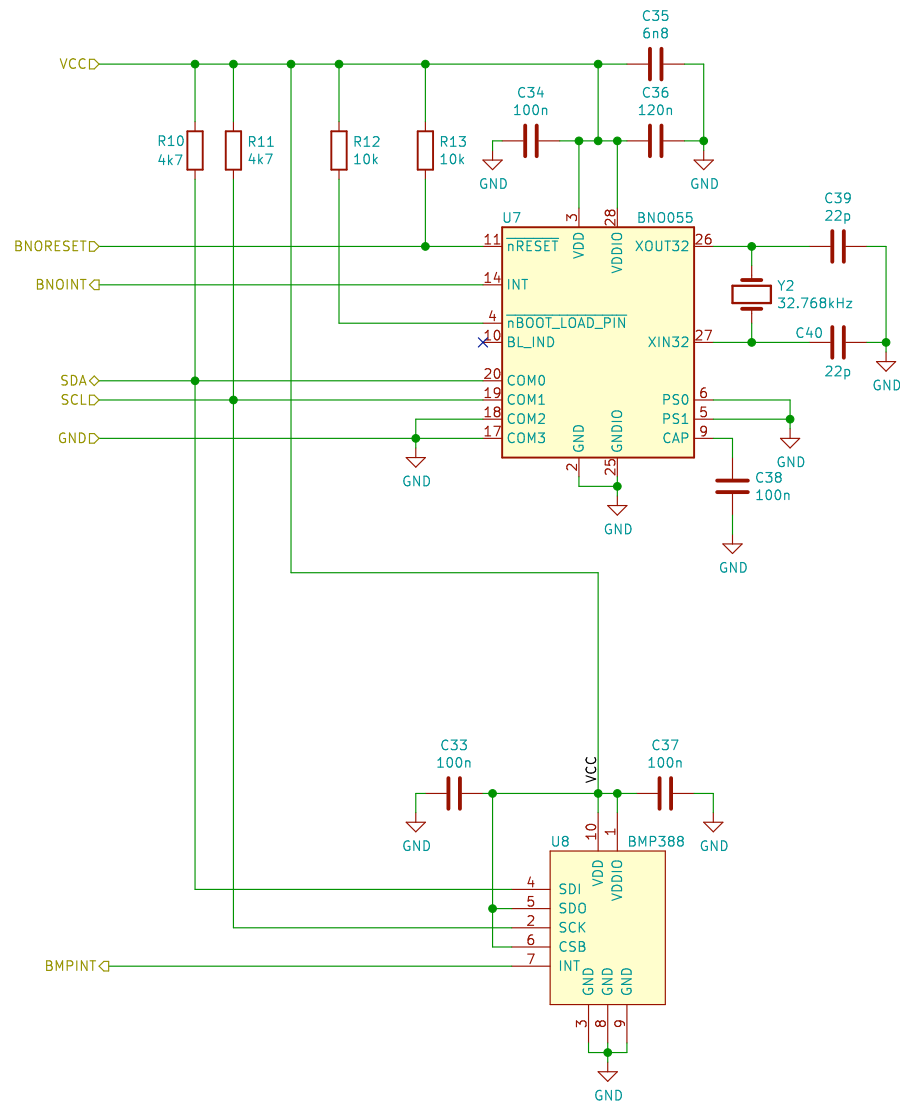 C35
6n8
VCC
C34
100n
C36
120n
R10
4k7
R11
4k7
R12
10k
R13
10k
GND
GND
C39
22p
U7
BNO055
3
VDD
28
VDDIO
BNORESET
11
nRESET
XOUT32
26
BNOINT
14
INT
Y2
32.768kHz
4
nBOOT_LOAD_PIN
10
BL_IND
XIN32
27
C40
22p
GND
SDA
20
COM0
SCL
19
COM1
PS0
6
18
COM2
PS1
5
GND
17
COM3
CAP
9
GND
GNDIO
2
25
GND
GND
C38
100n
GND
GND
C33
100n
VCC
C37
100n
GND
GND
U8
BMP388
10
VDD
1
VDDIO
4
SDI
5
SDO
2
SCK
6
CSB
BMPINT
7
INT
GND
GND
GND
3
8
9
GND